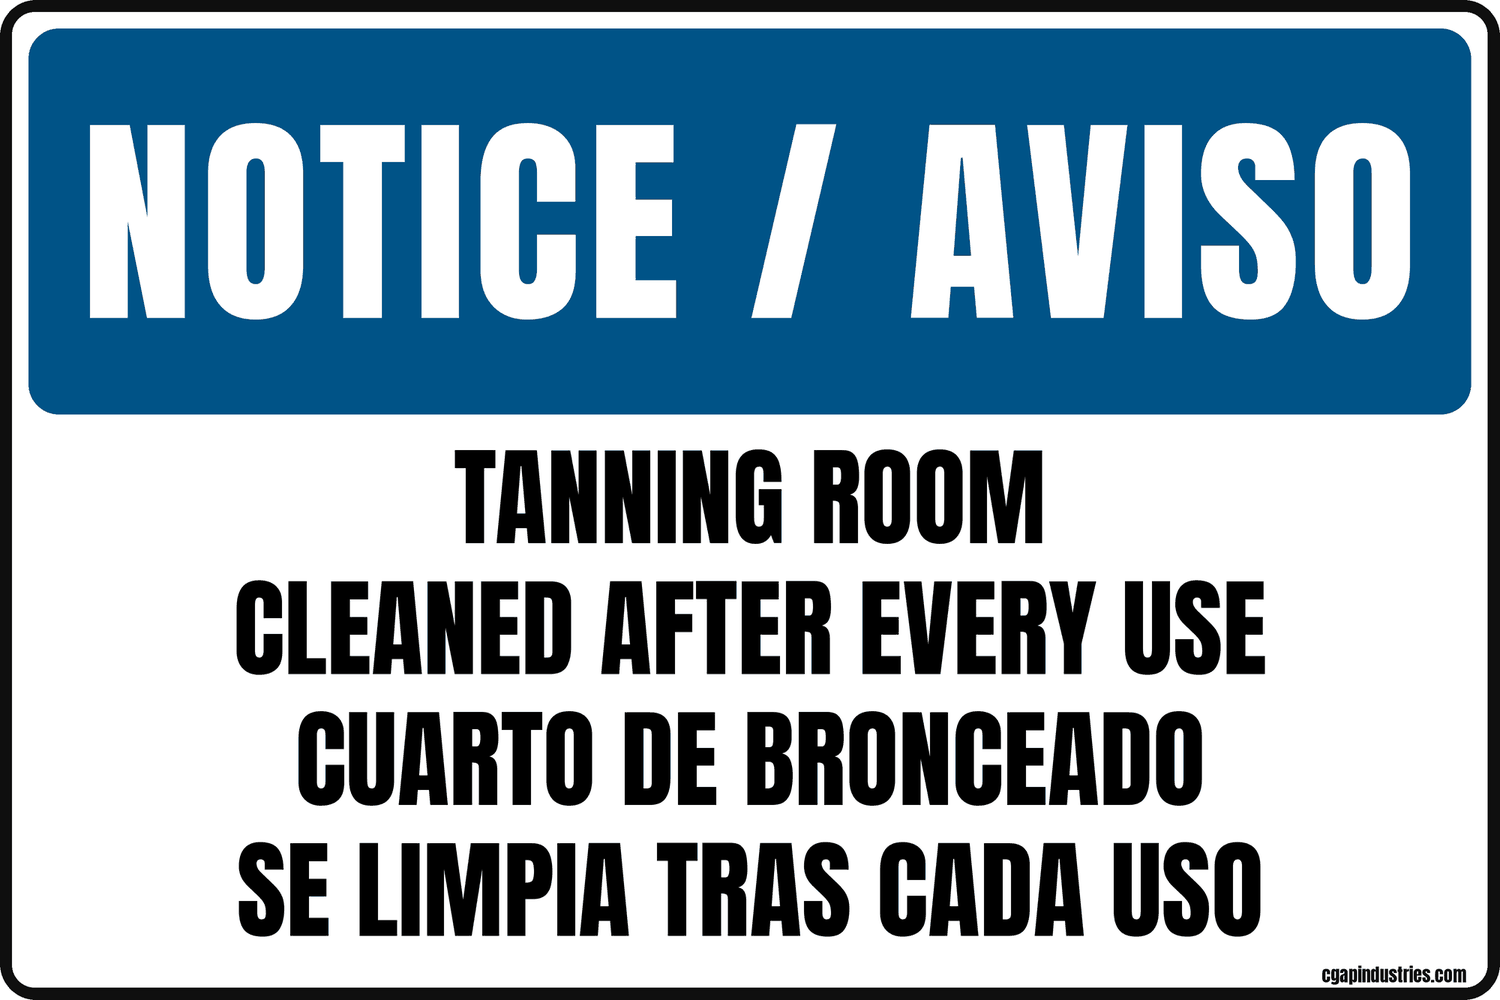 NOTICE / AVISO
TANNING ROOM
CLEANED AFTER EVERY USE
CUARTO DE BRONCEADO
SE LIMPIA TRAS CADA USO
cgapindustries.com